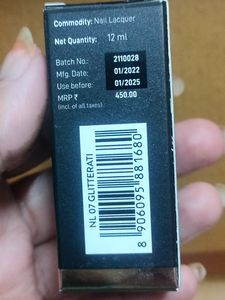 Commodity: Nail Lacquer
Net Quantity: 12 ml
Batch No.: 2110028
Mfg. Date: 01/2022
Use before: 01/2025
MRP ₹ 450.00
(incl. of all taxes)
NL 07 GLITTERATI
8 906095 881680